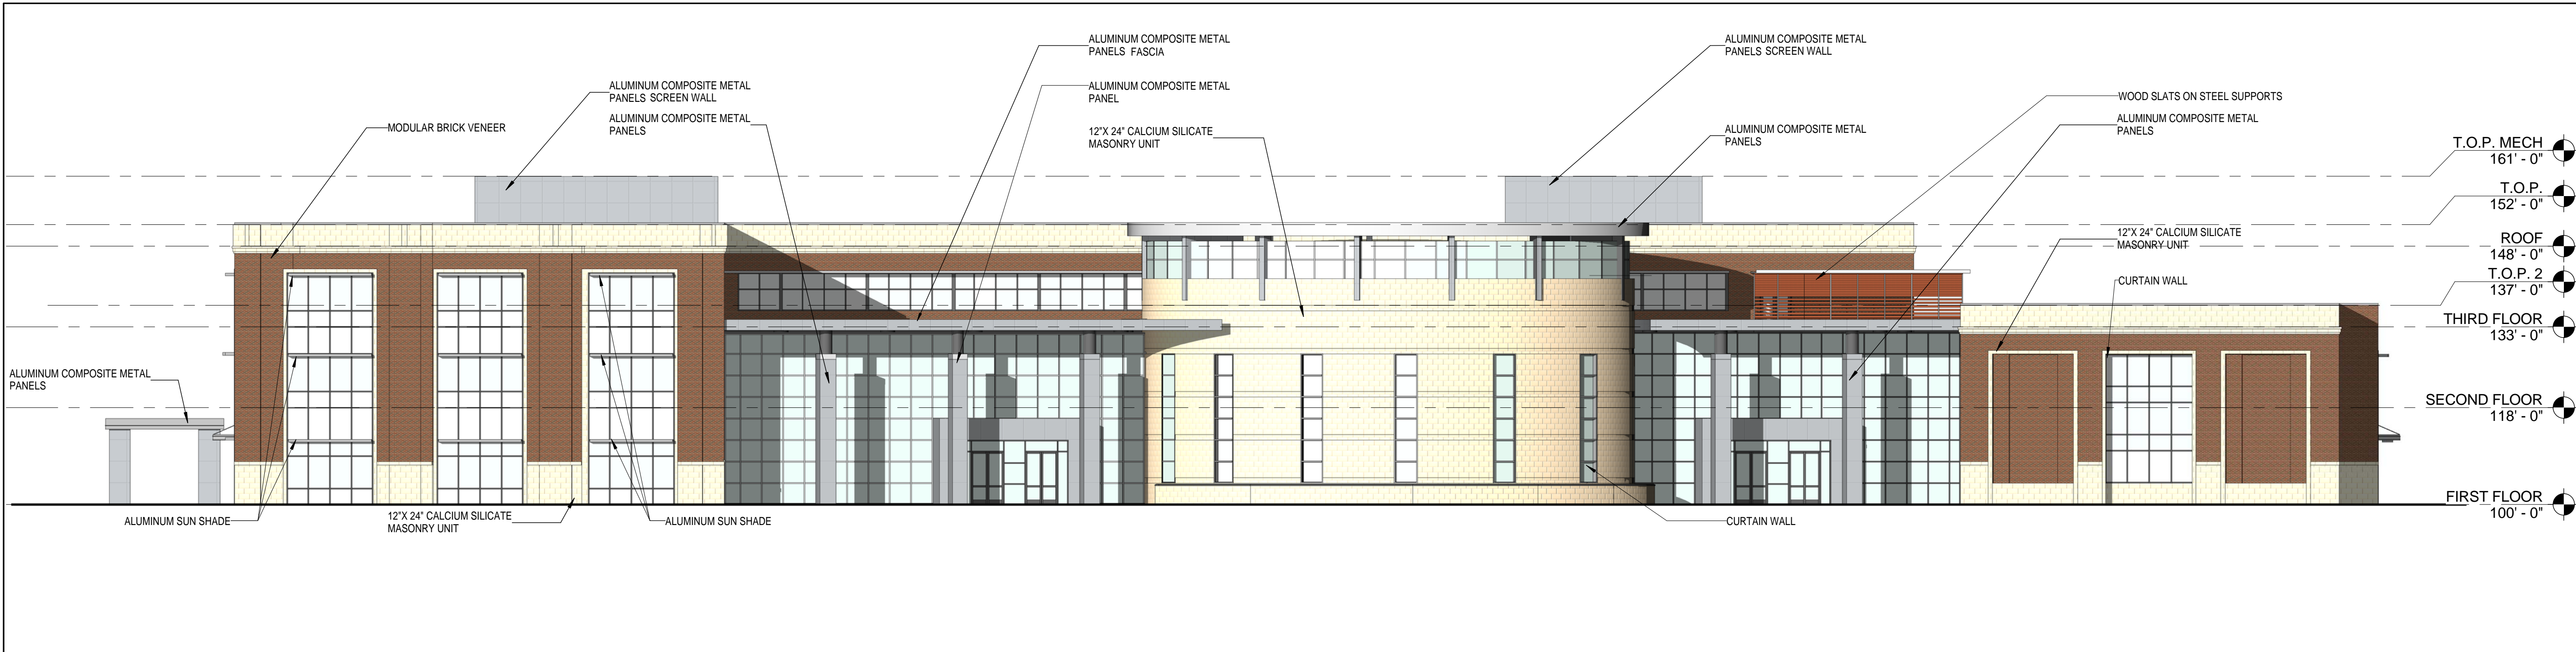 ALUMINUM COMPOSITE METAL
PANELS FASCIA
ALUMINUM COMPOSITE METAL
PANELS SCREEN WALL
ALUMINUM COMPOSITE METAL
PANELS SCREEN WALL
ALUMINUM COMPOSITE METAL
PANEL
WOOD SLATS ON STEEL SUPPORTS
MODULAR BRICK VENEER
ALUMINUM COMPOSITE METAL
PANELS
12"X 24" CALCIUM SILICATE
MASONRY UNIT
ALUMINUM COMPOSITE METAL
PANELS
ALUMINUM COMPOSITE METAL
PANELS
T.O.P. MECH
161' - 0"
T.O.P.
152' - 0"
12"X 24" CALCIUM SILICATE
MASONRY UNIT
ROOF
148' - 0"
CURTAIN WALL
T.O.P. 2
137' - 0"
THIRD FLOOR
133' - 0"
ALUMINUM COMPOSITE METAL
PANELS
SECOND FLOOR
118' - 0"
FIRST FLOOR
100' - 0"
ALUMINUM SUN SHADE
12"X 24" CALCIUM SILICATE
MASONRY UNIT
ALUMINUM SUN SHADE
CURTAIN WALL